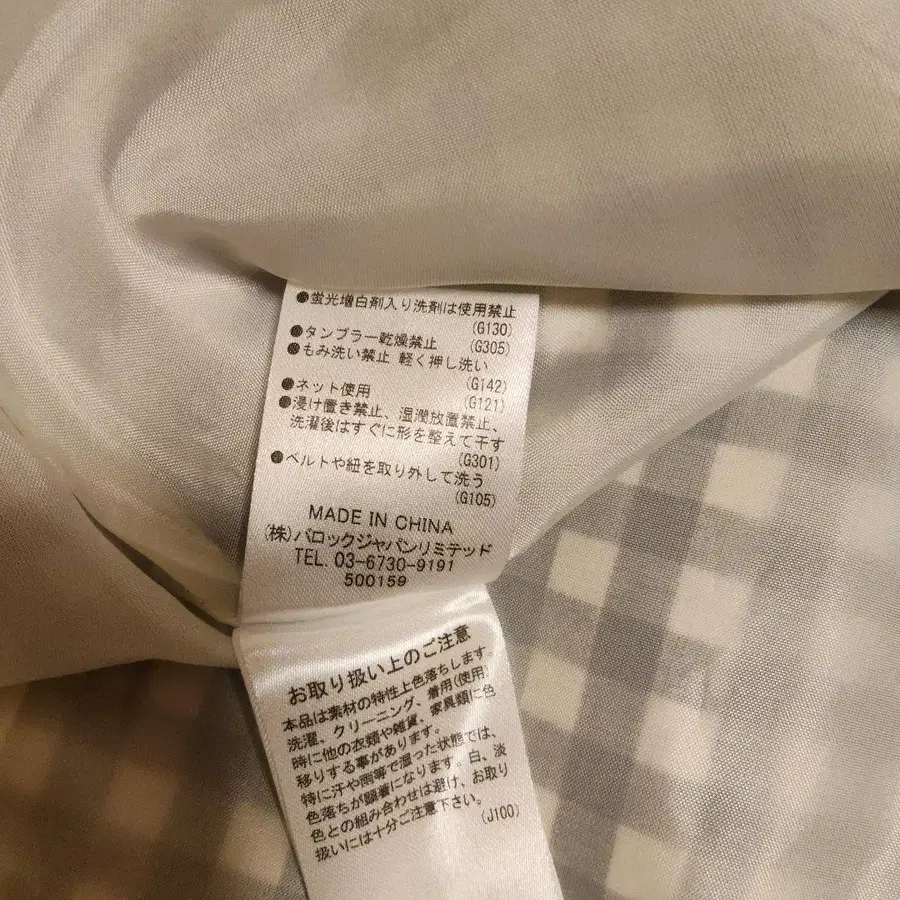 ●蛍光増白剤入り洗剤は使用禁止
(G130)
●タンブラー乾燥禁止 (G305)
●もみ洗い禁止 軽く押し洗い
(G142)
●ネット使用 (G121)
●浸け置き禁止、湿潤放置禁止、
洗濯後はすぐに形を整えて干す
(G301)
●ベルトや紐を取り外して洗う
(G105)
MADE IN CHINA
(株)バロックジャパンリミテッド
TEL. 03-6730-9191
500159
お取り扱い上のご注意
本品は素材の特性上色落ちします。
洗濯、クリーニング、着用(使用)
時に他の衣類や雑貨、家具類に色
移りする事があります。
特に汗や雨等で湿った状態では、
色落ちが顕著になります。白、淡
色との組み合わせは避け、お取り
扱いには十分ご注意下さい。
(J100)